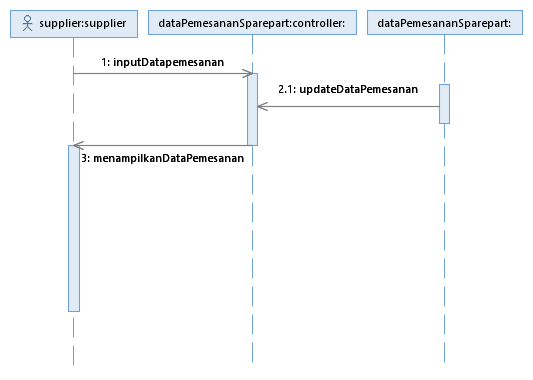 supplier:supplier
dataPemesananSparepart:controller:
dataPemesananSparepart:
1: inputDatapemesanan
2.1: updateDataPemesanan
3: menampilkanDataPemesanan